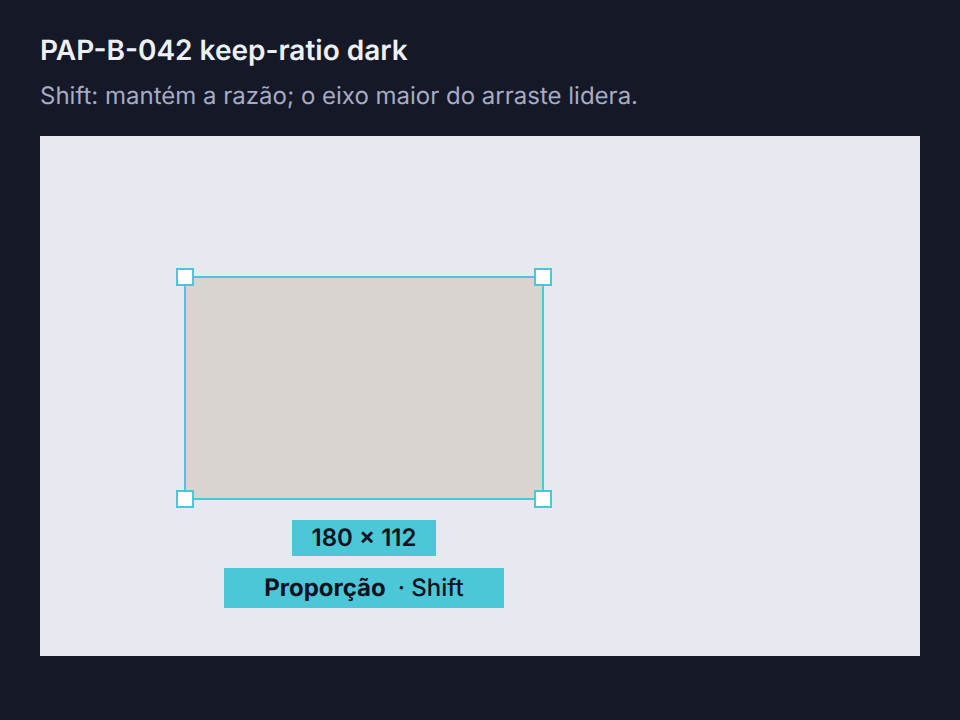 PAP-B-042 keep-ratio dark
Shift: mantém a razão; o eixo maior do arraste lidera.
180 × 112
Proporção · Shift